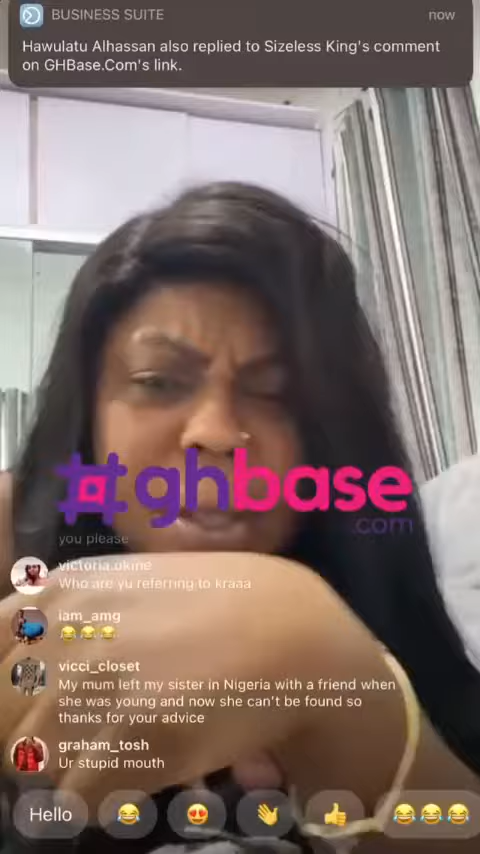 BUSINESS SUITE
now
Hawulatu Alhassan also replied to Sizeless King's comment
on GHBase.Com's link.
#ghbase
.com
you please
victoria.okine
Who are yu referring to kraaa
iam_amg
😂😂😂
vicci_closet
My mum left my sister in Nigeria with a friend when
she was young and now she can't be found so
thanks for your advice
graham_tosh
Ur stupid mouth
Hello 😂 😍 👋 👍 😂😂😂